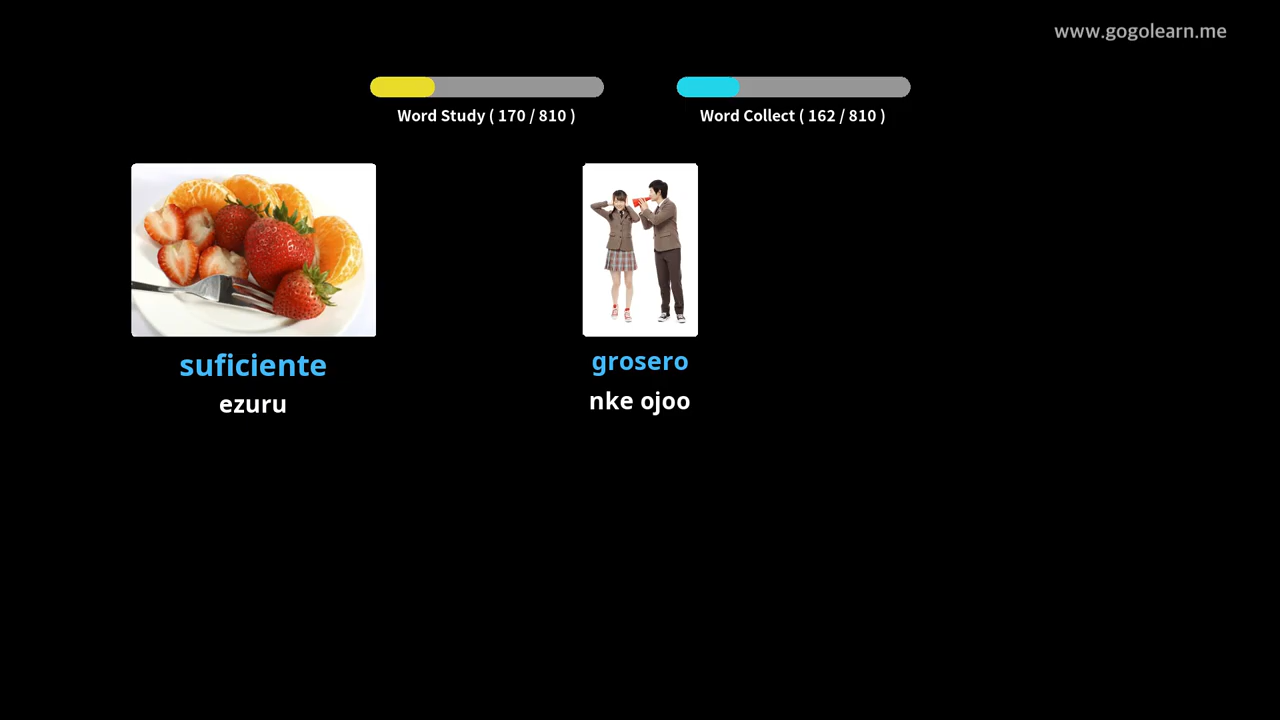 www.gogolearn.me
Word Study ( 170 / 810 )
Word Collect ( 162 / 810 )
suficiente
ezuru
grosero
nke ojoo